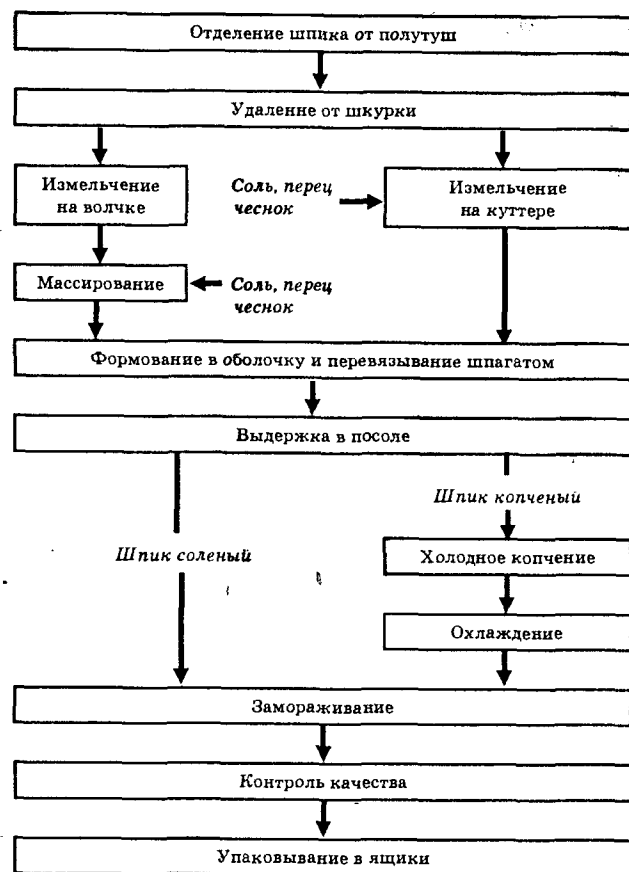 Отделение шпика от полутуш
Удаление от шкурки
Измельчение
на волчке
Соль, перец
чеснок
Измельчение
на куттере
Массирование
Соль, перец
чеснок
Формование в оболочку и перевязывание шпагатом
Выдержка в посоле
Шпик копченый
Шпик соленый
Холодное копчение
Охлаждение
Замораживание
Контроль качества
Упаковывание в ящики